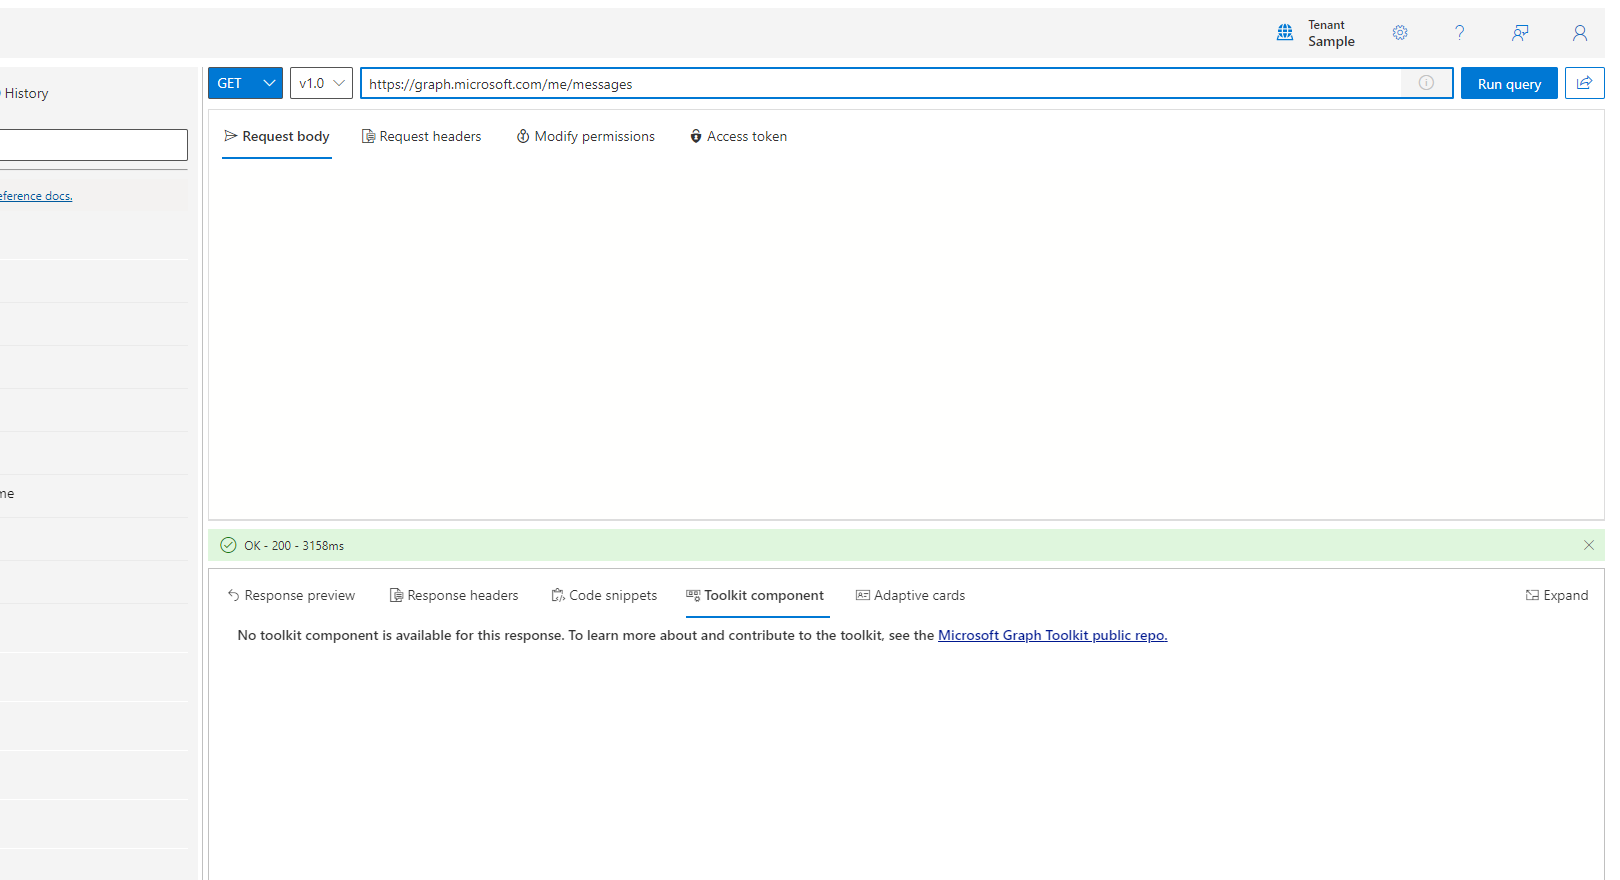 Tenant
Sample
History
GET
v1.0
https://graph.microsoft.com/me/messages
Run query
eference docs.
Request body
Request headers
Modify permissions
Access token
me
OK - 200 - 3158ms
Response preview
Response headers
Code snippets
Toolkit component
Adaptive cards
Expand
No toolkit component is available for this response. To learn more about and contribute to the toolkit, see the Microsoft Graph Toolkit public repo.